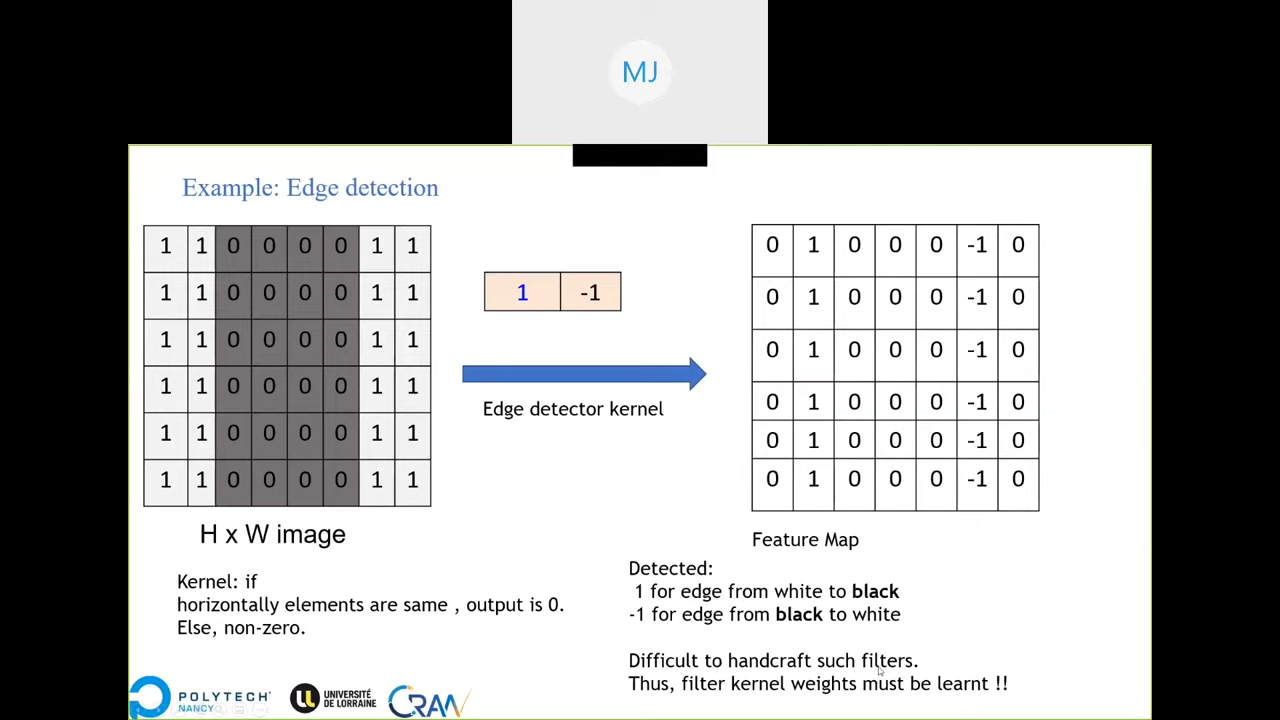 MJ
Example: Edge detection
1 1 0 0 0 0 1 1
1 1 0 0 0 0 1 1
1 1 0 0 0 0 1 1
1 1 0 0 0 0 1 1
1 1 0 0 0 0 1 1
1 1 0 0 0 0 1 1
H x W image
Kernel: if
horizontally elements are same , output is 0.
Else, non-zero.
1 -1
Edge detector kernel
0 1 0 0 0 -1 0
0 1 0 0 0 -1 0
0 1 0 0 0 -1 0
0 1 0 0 0 -1 0
0 1 0 0 0 -1 0
0 1 0 0 0 -1 0
Feature Map
Detected:
1 for edge from white to black
-1 for edge from black to white
Difficult to handcraft such filters.
Thus, filter kernel weights must be learnt !!
POLYTECH
NANCY
UNIVERSITÉ
DE LORRAINE
CRAN